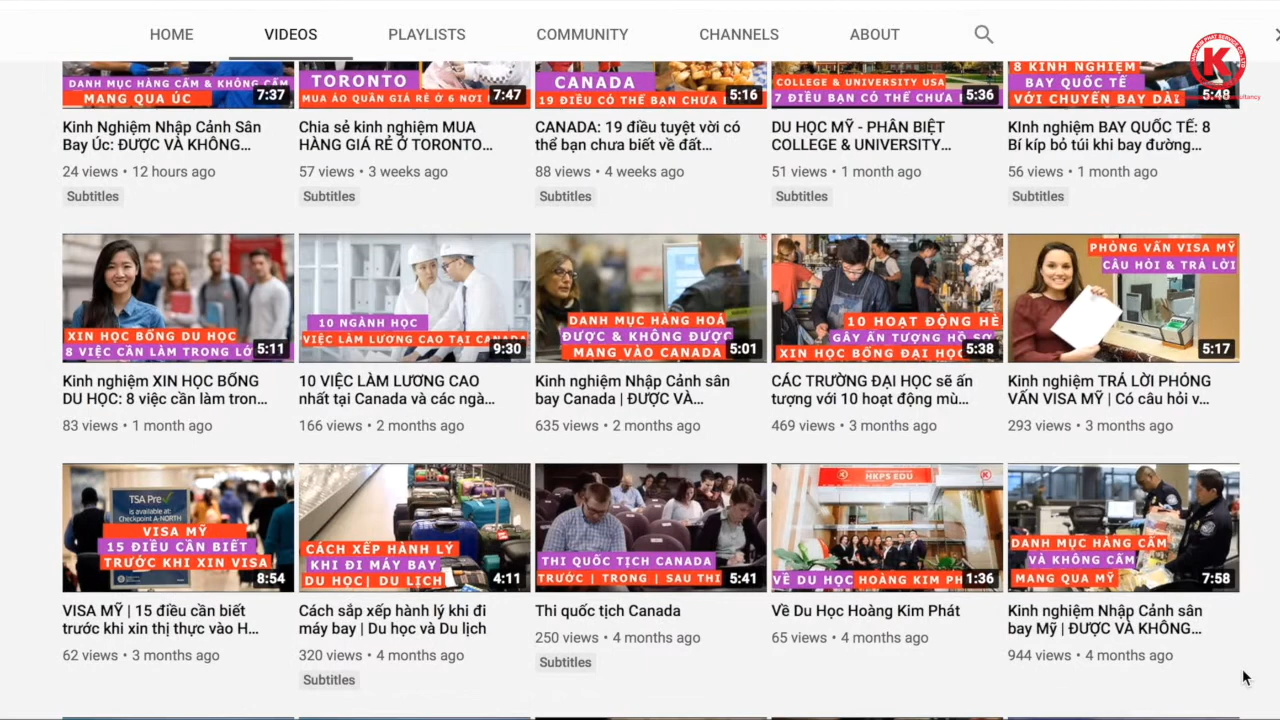 HOME
VIDEOS
PLAYLISTS
COMMUNITY
CHANNELS
ABOUT
K
DANH MỤC HÀNG CẤM & KHÔNG CẤM
MANG QUA ÚC
7:37
TORONTO
MUA ÁO QUẦN GIÁ RẺ Ở 6 NƠI
7:47
CANADA
19 ĐIỀU CÓ THỂ BẠN CHƯA
5:16
COLLEGE & UNIVERSITY USA
7 ĐIỀU BẠN CÓ THỂ CHƯA
5:36
8 KINH NGHIỆM
BAY QUỐC TẾ
VỚI CHUYẾN BAY DÀI
5:48
Kinh Nghiệm Nhập Cảnh Sân
Bay Úc: ĐƯỢC VÀ KHÔNG...
24 views • 12 hours ago
Subtitles
Chia sẻ kinh nghiệm MUA
HÀNG GIÁ RẺ Ở TORONTO...
57 views • 3 weeks ago
Subtitles
CANADA: 19 điều tuyệt vời có
thể bạn chưa biết về đất...
88 views • 4 weeks ago
Subtitles
DU HỌC MỸ - PHÂN BIỆT
COLLEGE & UNIVERSITY...
51 views • 1 month ago
Subtitles
KInh nghiệm BAY QUỐC TẾ: 8
Bí kíp bỏ túi khi bay đường...
56 views • 1 month ago
Subtitles
XIN HỌC BỔNG DU HỌC
8 VIỆC CẦN LÀM TRONG LỚ
5:11
10 NGÀNH HỌC
VIỆC LÀM LƯƠNG CAO TẠI CANADA
9:30
DANH MỤC HÀNG HOÁ
ĐƯỢC & KHÔNG ĐƯỢC
MANG VÀO CANADA
5:01
10 HOẠT ĐỘNG HÈ
GÂY ẤN TƯỢNG HỒ SƠ
XIN HỌC BỔNG ĐẠI HỌC
5:38
PHỎNG VẤN VISA MỸ
CÂU HỎI & TRẢ LỜI
5:17
Kinh nghiệm XIN HỌC BỔNG
DU HỌC: 8 việc cần làm tron...
83 views • 1 month ago
10 VIỆC LÀM LƯƠNG CAO
nhất tại Canada và các ngà...
166 views • 2 months ago
Kinh nghiệm Nhập Cảnh sân
bay Canada | ĐƯỢC VÀ...
635 views • 2 months ago
CÁC TRƯỜNG ĐẠI HỌC sẽ ấn
tượng với 10 hoạt động mù...
469 views • 3 months ago
Kinh nghiệm TRẢ LỜI PHỎNG
VẤN VISA MỸ | Có câu hỏi v...
293 views • 3 months ago
TSA Pre✓
is available at:
Checkpoint A-NORTH
VISA MỸ
15 ĐIỀU CẦN BIẾT
TRƯỚC KHI XIN VISA
8:54
CÁCH XẾP HÀNH LÝ
KHI ĐI MÁY BAY
DU HỌC| DU LỊCH
4:11
THI QUỐC TỊCH CANADA
TRƯỚC | TRONG | SAU THI
5:41
HKPS EDU
VỀ DU HỌC HOÀNG KIM PH
1:36
DANH MỤC HÀNG CẤM
VÀ KHÔNG CẤM
MANG QUA MỸ
7:58
VISA MỸ | 15 điều cần biết
trước khi xin thị thực vào H...
62 views • 3 months ago
Cách sắp xếp hành lý khi đi
máy bay | Du học và Du lịch
320 views • 4 months ago
Subtitles
Thi quốc tịch Canada
250 views • 4 months ago
Subtitles
Về Du Học Hoàng Kim Phát
65 views • 4 months ago
Kinh nghiệm Nhập Cảnh sân
bay Mỹ | ĐƯỢC VÀ KHÔNG...
944 views • 4 months ago